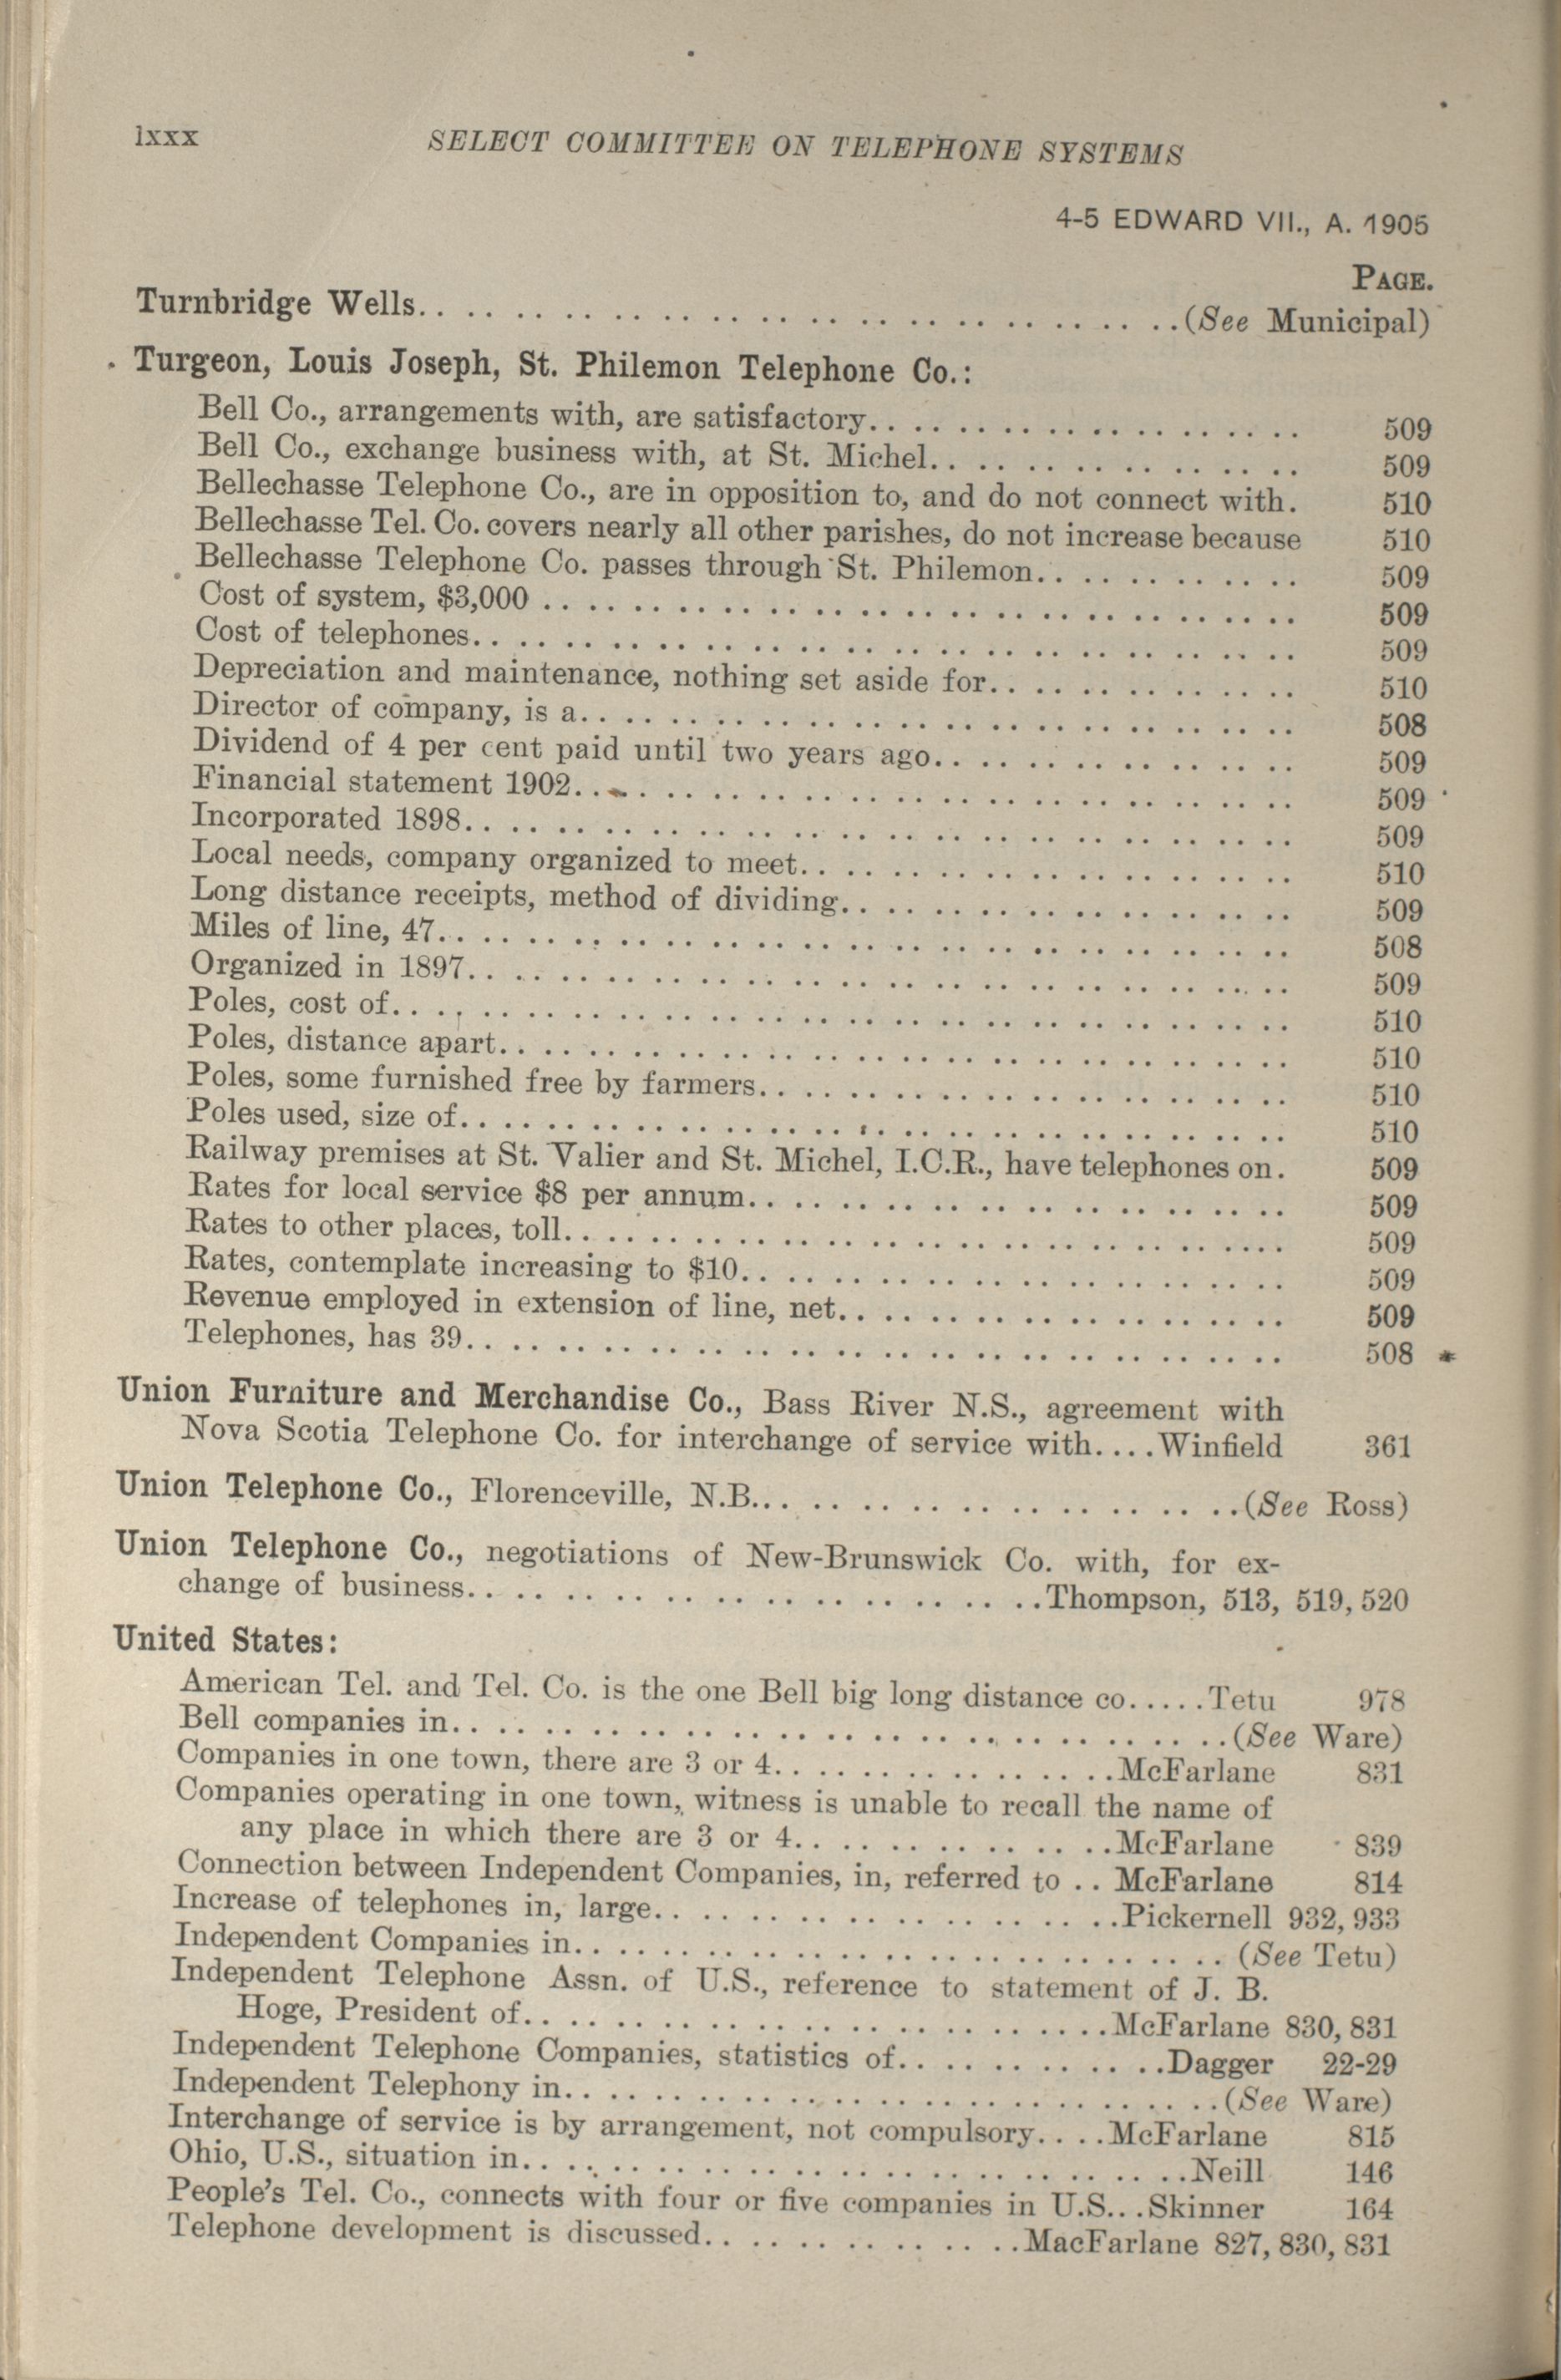 lxxx SELECT COMMITTEE ON TELEPHONE SYSTEMS
4-5 EDWARD VII., A. 1905
PAGE.
Turnbridge Wells.. .. .. .. .. .. .. .. .. .. .. .. .. .. .. ..(See Municipal)
Turgeon, Louis Joseph, St. Philemon Telephone Co.:
Bell Co., arrangements with, are satisfactory.. .. .. .. .. .. .. .. .. .. 509
Bell Co., exchange business with, at St. Michel.. .. .. .. .. .. .. .. 509
Bellechasse Telephone Co., are in opposition to, and do not connect with. 510
Bellechasse Tel. Co. covers nearly all other parishes, do not increase because 510
Bellechasse Telephone Co. passes through St. Philemon.. .. .. .. .. .. 509
Cost of system, $3,000 .. .. .. .. .. .. .. .. .. .. .. .. .. .. .. .. .. 509
Cost of telephones.. .. .. .. .. .. .. .. .. .. .. .. .. .. .. .. .. .. 509
Depreciation and maintenance, nothing set aside for.. .. .. .. .. .. .. 510
Director of company, is a.. .. .. .. .. .. .. .. .. .. .. .. .. .. .. .. 508
Dividend of 4 per cent paid until two years ago.. .. .. .. .. .. .. .. 509
Financial statement 1902.. .. .. .. .. .. .. .. .. .. .. .. .. .. .. .. 509
Incorporated 1898.. .. .. .. .. .. .. .. .. .. .. .. .. .. .. .. .. .. 509
Local needs, company organized to meet.. .. .. .. .. .. .. .. .. .. .. 510
Long distance receipts, method of dividing.. .. .. .. .. .. .. .. .. .. 509
Miles of line, 47.. .. .. .. .. .. .. .. .. .. .. .. .. .. .. .. .. .. .. 508
Organized in 1897.. .. .. .. .. .. .. .. .. .. .. .. .. .. .. .. .. .. 509
Poles, cost of.. .. .. .. .. .. .. .. .. .. .. .. .. .. .. .. .. .. .. .. 510
Poles, distance apart.. .. .. .. .. .. .. .. .. .. .. .. .. .. .. .. .. 510
Poles, some furnished free by farmers.. .. .. .. .. .. .. .. .. .. .. .. 510
Poles used, size of.. .. .. .. .. .. .. .. .. .. .. .. .. .. .. .. .. .. 510
Railway premises at St. Valier and St. Michel, I.C.R., have telephones on. 509
Rates for local service $8 per annum.. .. .. .. .. .. .. .. .. .. .. .. 509
Rates to other places, toll.. .. .. .. .. .. .. .. .. .. .. .. .. .. .... 509
Rates, contemplate increasing to $10.. .. .. .. .. .. .. .. .. .. .. .. 509
Revenue employed in extension of line, net.. .. .. .. .. .. .. .. .. .. 509
Telephones, has 39.. .. .. .. .. .. .. .. .. .. .. .. .. .. .. .. .. .. 508
Union Furniture and Merchandise Co., Bass River N.S., agreement with
Nova Scotia Telephone Co. for interchange of service with.. ..Winfield 361
Union Telephone Co., Florenceville, N.B... .. .. .. .. .. .. .. .. .. ..(See Ross)
Union Telephone Co., negotiations of New-Brunswick Co. with, for ex-
change of business.. .. .. .. .. .. .. .. .. .. .. .. ..Thompson, 513, 519, 520
United States:
American Tel. and Tel. Co. is the one Bell big long distance co.. .. ..Tetu 978
Bell companies in.. .. .. .. .. .. .. .. .. .. .. .. .. .. .. .. ..(See Ware)
Companies in one town, there are 3 or 4.. .. .. .. .. .. .. ..McFarlane 831
Companies operating in one town, witness is unable to recall the name of
any place in which there are 3 or 4.. .. .. .. .. .. .. ..McFarlane 839
Connection between Independent Companies, in, referred to .. McFarlane 814
Increase of telephones in, large.. .. .. .. .. .. .. .. .. .. ..Pickernell 932, 933
Independent Companies in.. .. .. .. .. .. .. .. .. .. .. .. .. .. .. (See Tetu)
Independent Telephone Assn. of U.S., reference to statement of J. B.
Hoge, President of.. .. .. .. .. .. .. .. .. .. .. .. ..McFarlane 830, 831
Independent Telephone Companies, statistics of.. .. .. .. .. ..Dagger 22-29
Independent Telephony in.. .. .. .. .. .. .. .. .. .. .. .. .. .. ..(See Ware)
Interchange of service is by arrangement, not compulsory.. ..McFarlane 815
Ohio, U.S., situation in.. .. .. .. .. .. .. .. .. .. .. .. .. .. ..Neill 146
People's Tel. Co., connects with four or five companies in U.S.. ..Skinner 164
Telephone development is discussed.. .. .. .. .. .. ..MacFarlane 827, 830, 831